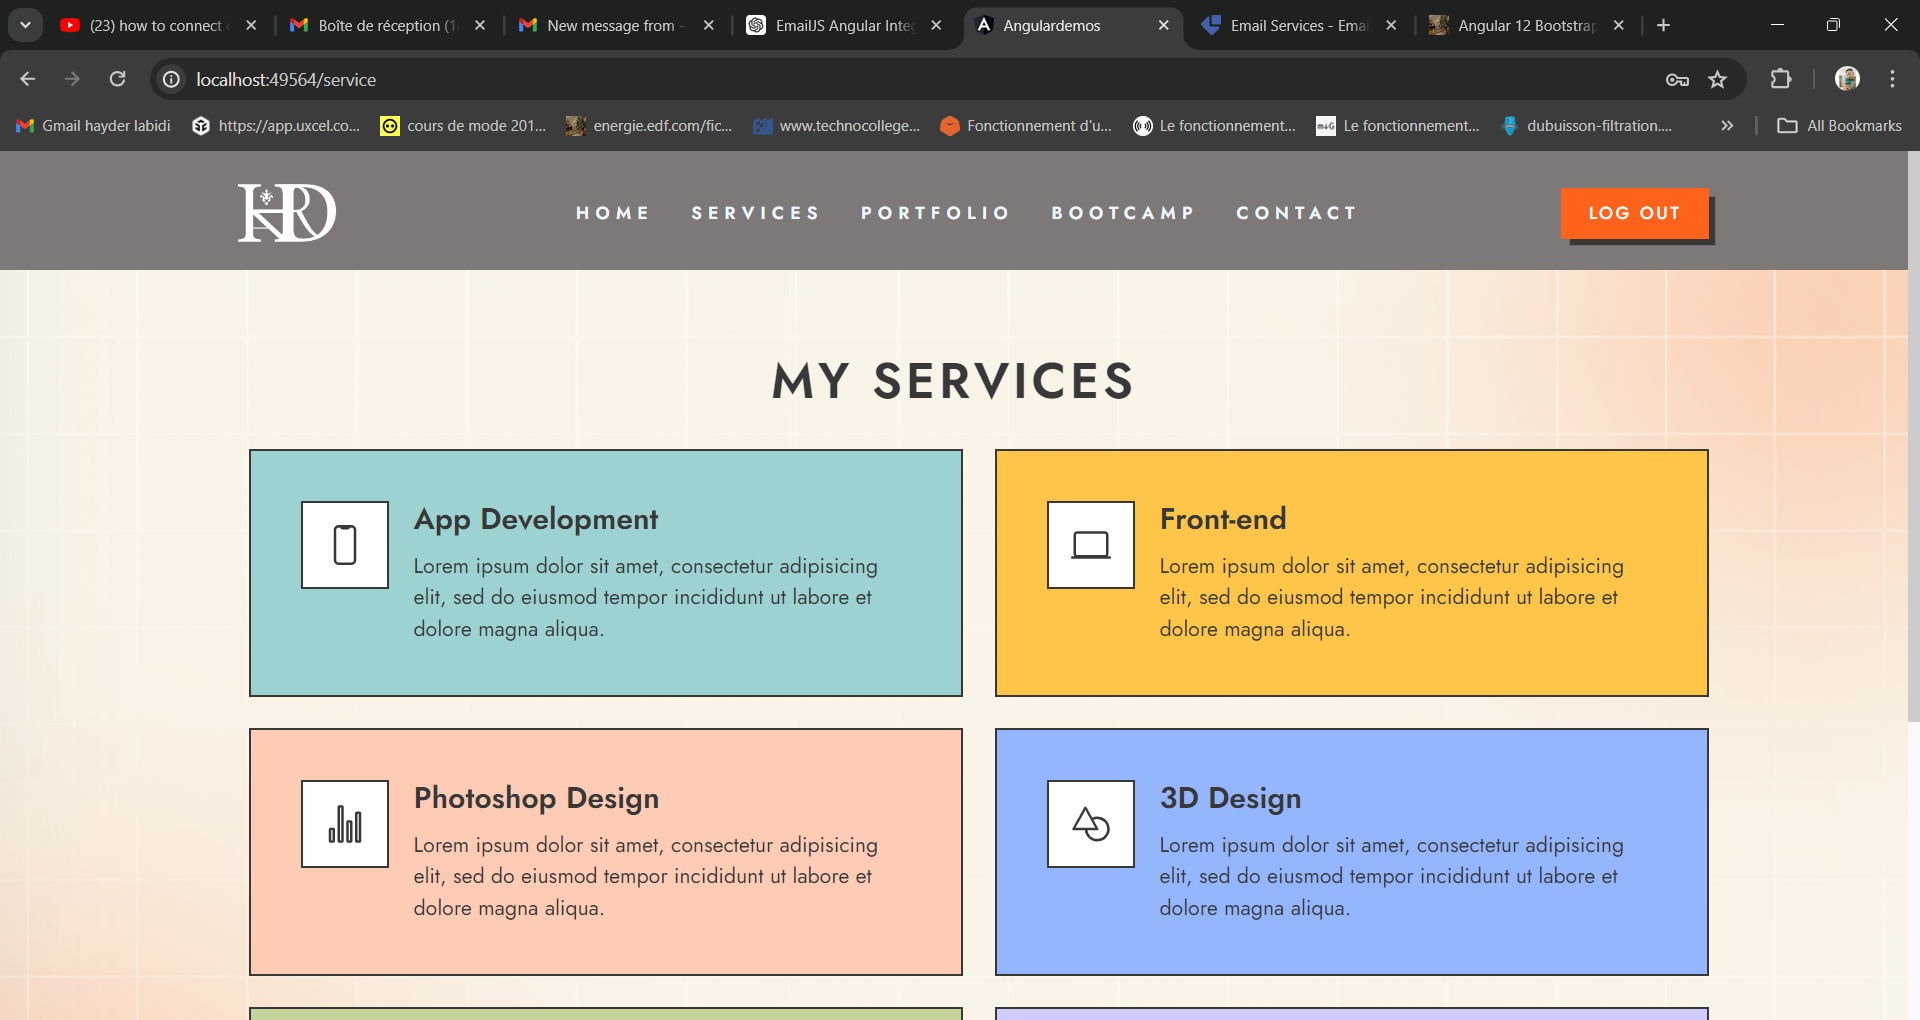 (23) how to connect
Boîte de réception (1
New message from -
EmailJS Angular Inte
Angulardemos
Email Services - Emai
Angular 12 Bootstrap
localhost:49564/service
Gmail hayder labidi
https://app.uxcel.co...
cours de mode 201...
energie.edf.com/fic...
www.technocollege...
Fonctionnement d'u...
Le fonctionnement...
Le fonctionnement...
dubuisson-filtration....
All Bookmarks
HOME
SERVICES
PORTFOLIO
BOOTCAMP
CONTACT
LOG OUT
MY SERVICES
App Development
Lorem ipsum dolor sit amet, consectetur adipisicing
elit, sed do eiusmod tempor incididunt ut labore et
dolore magna aliqua.
Front-end
Lorem ipsum dolor sit amet, consectetur adipisicing
elit, sed do eiusmod tempor incididunt ut labore et
dolore magna aliqua.
Photoshop Design
Lorem ipsum dolor sit amet, consectetur adipisicing
elit, sed do eiusmod tempor incididunt ut labore et
dolore magna aliqua.
3D Design
Lorem ipsum dolor sit amet, consectetur adipisicing
elit, sed do eiusmod tempor incididunt ut labore et
dolore magna aliqua.